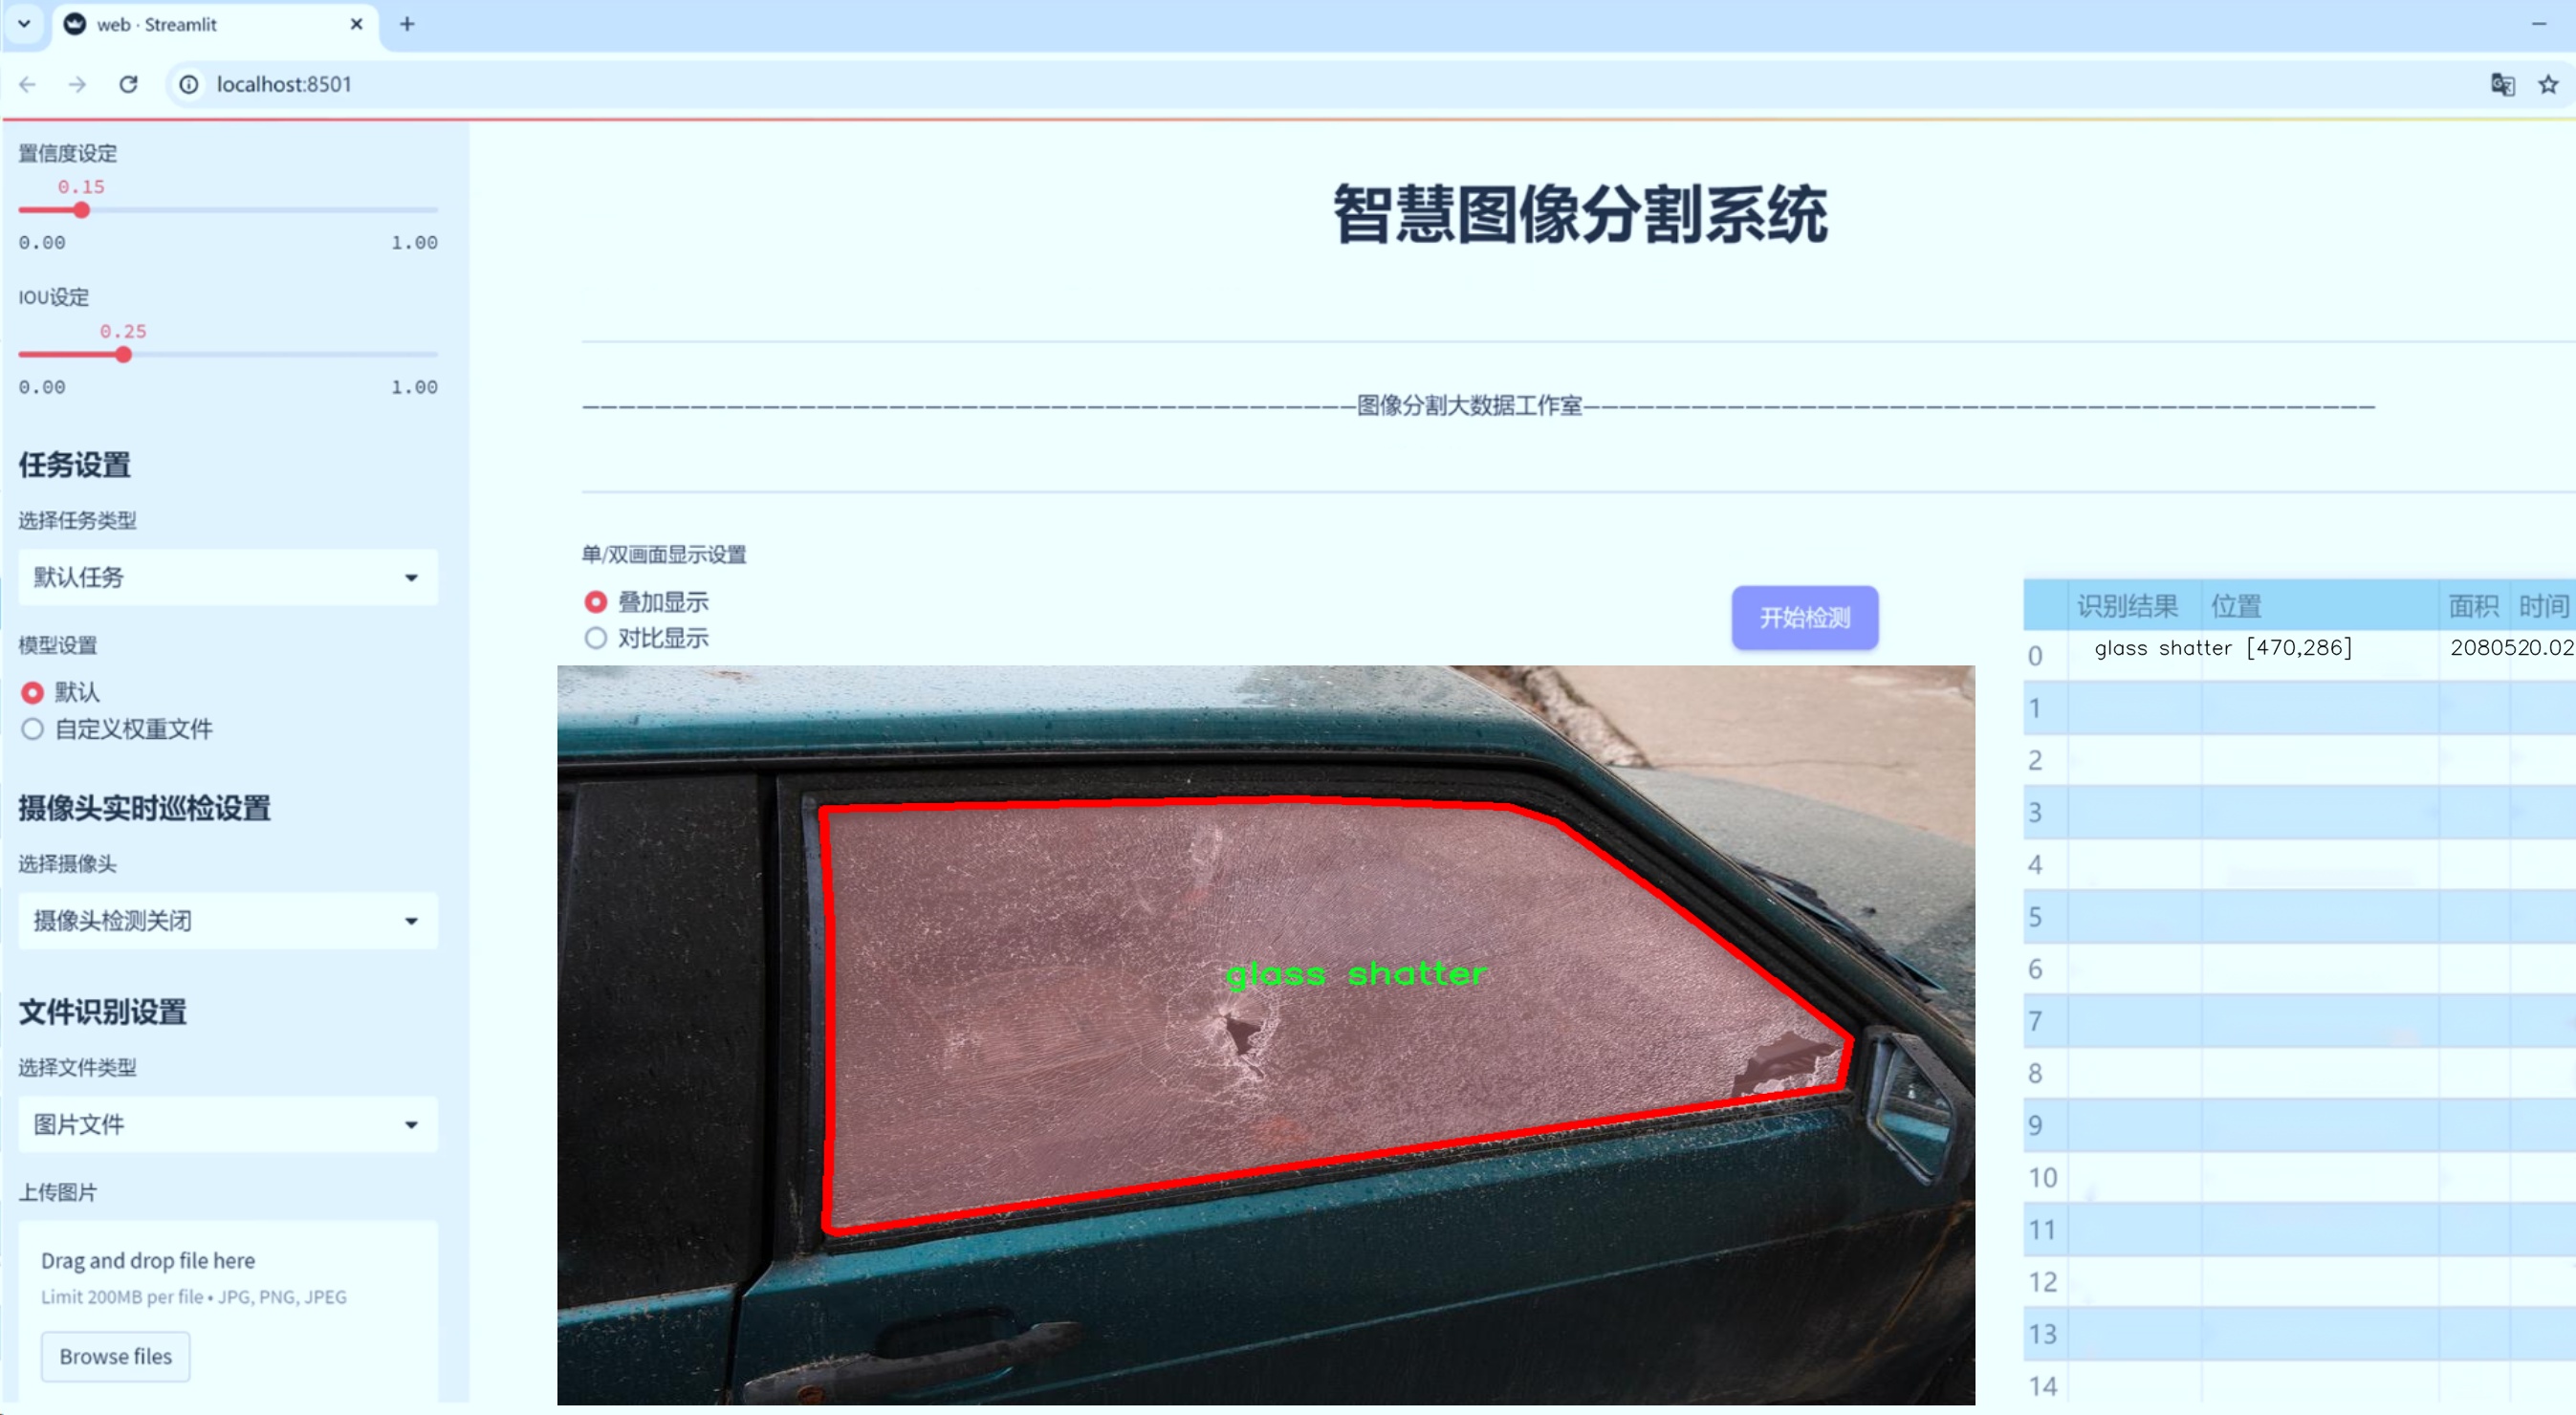 web · Streamlit
localhost:8501
置信度设定
0.15
0.00 1.00
IOU设定
0.25
0.00 1.00
任务设置
选择任务类型
默认任务
模型设置
默认
自定义权重文件
摄像头实时巡检设置
选择摄像头
摄像头检测关闭
文件识别设置
选择文件类型
图片文件
上传图片
Drag and drop file here
Limit 200MB per file • JPG, PNG, JPEG
Browse files
智慧图像分割系统
———————————————————————————————————————————图像分割大数据工作室————————————————————————————————————————————
单/双画面显示设置
叠加显示
对比显示
开始检测
glass shatter
识别结果 位置 面积 时间
0 glass shatter [470,286] 2080520.02
1
2
3
4
5
6
7
8
9
10
11
12
13
14